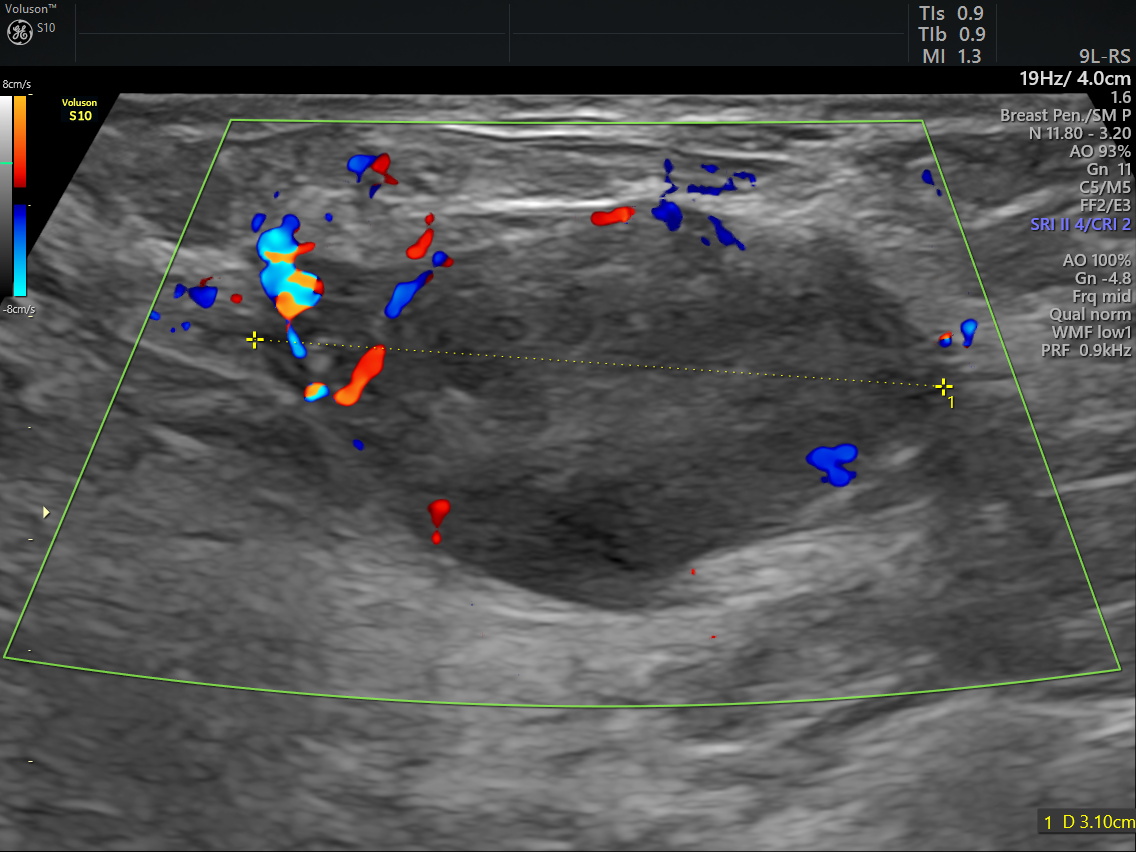 Voluson™
S10
TIs 0.9
TIb 0.9
MI 1.3
9L-RS
19Hz/ 4.0cm
8cm/s
Voluson
S10
1.6
Breast Pen./SM P
N 11.80 - 3.20
AO 93%
Gn 11
C5/M5
FF2/E3
SRI II 4/CRI 2
AO 100%
Gn -4.8
Frq mid
Qual norm
WMF low1
PRF 0.9kHz
-8cm/s
1
1 D 3.10cm